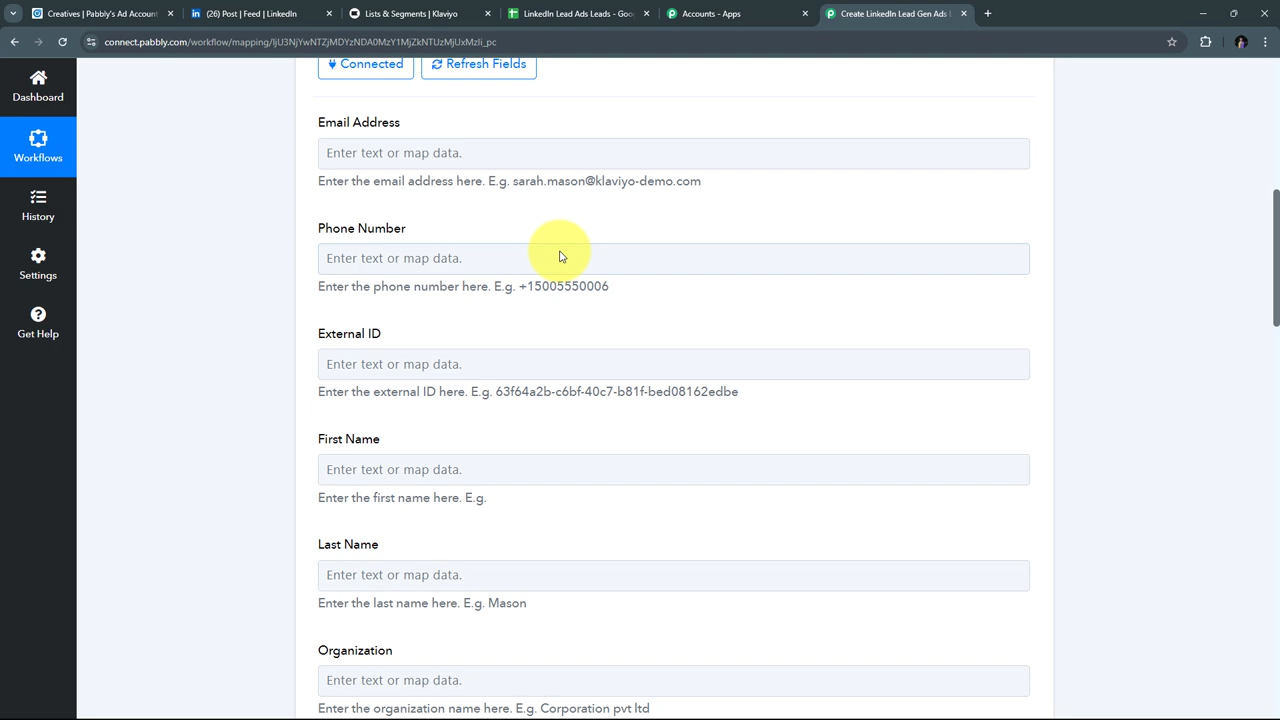 Creatives | Pabbly's Ad Account
(26) Post | Feed | LinkedIn
Lists & Segments | Klaviyo
LinkedIn Lead Ads Leads - Goo
Accounts - Apps
Create LinkedIn Lead Gen Ads L
Dashboard
Workflows
History
Settings
Get Help
Connected
Refresh Fields
Email Address
Enter text or map data.
Enter the email address here. E.g. sarah.mason@klaviyo-demo.com
Phone Number
Enter text or map data.
Enter the phone number here. E.g. +15005550006
External ID
Enter text or map data.
Enter the external ID here. E.g. 63f64a2b-c6bf-40c7-b81f-bed08162edbe
First Name
Enter text or map data.
Enter the first name here. E.g.
Last Name
Enter text or map data.
Enter the last name here. E.g. Mason
Organization
Enter text or map data.
Enter the organization name here. E.g. Corporation pvt ltd